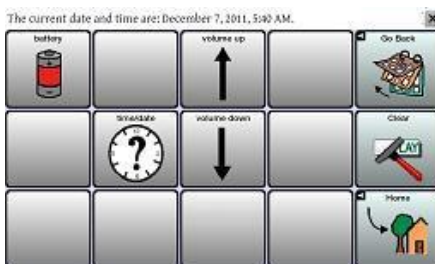 The current date and time are: December 7, 2011, 5:40 AM.
battery
volume up
Go Back
time/date
volume down
Clear
Home